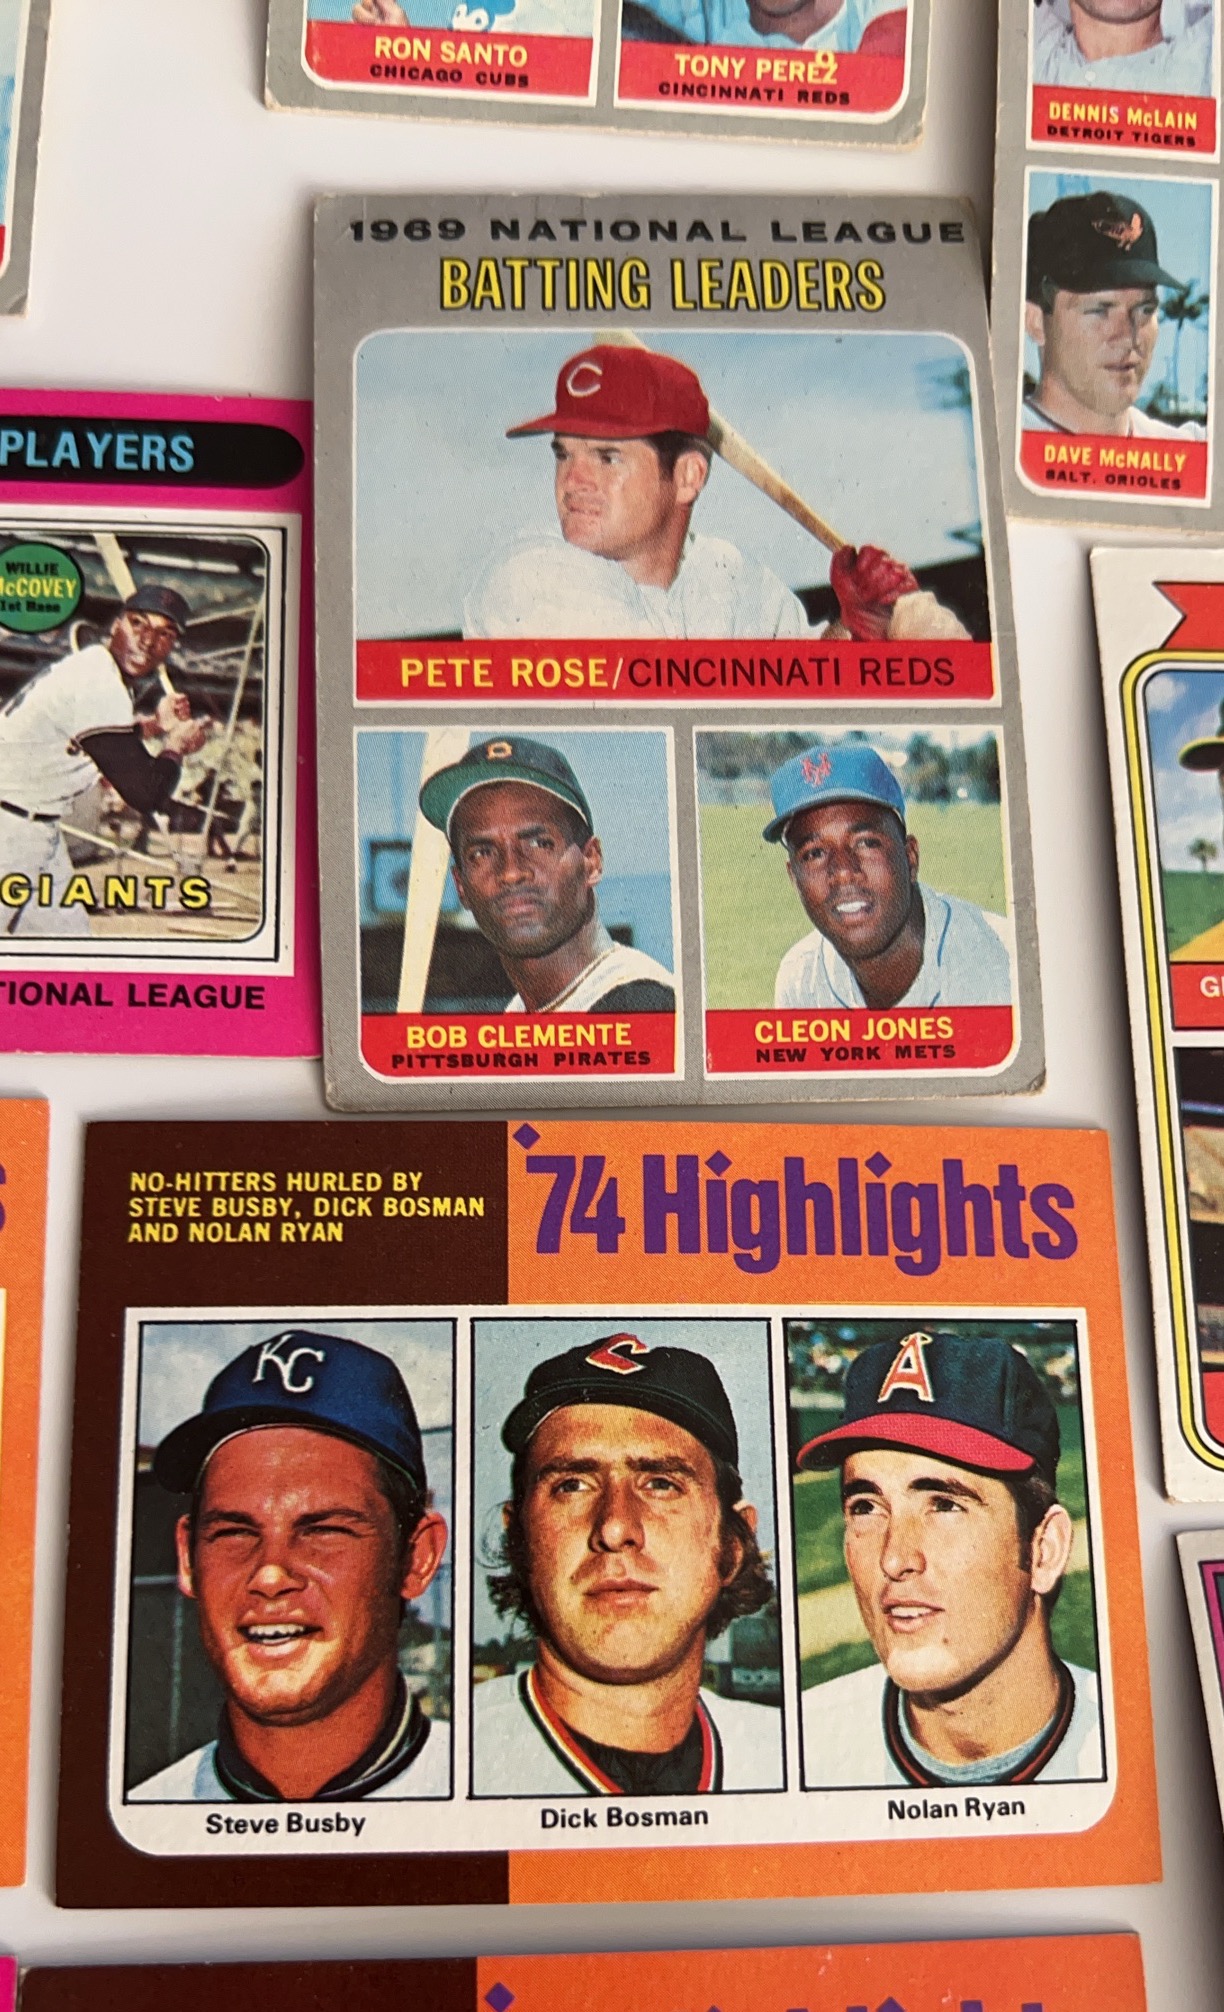 RON SANTO
CHICAGO CUBS
TONY PEREZ
CINCINNATI REDS
DENNIS McLAIN
DETROIT TIGERS
DAVE McNALLY
BALT. ORIOLES
1969 NATIONAL LEAGUE
BATTING LEADERS
C
PETE ROSE/CINCINNATI REDS
BOB CLEMENTE
PITTSBURGH PIRATES
CLEON JONES
NEW YORK METS
PLAYERS
WILLIE
McCOVEY
1st Base
GIANTS
TIONAL LEAGUE
NO-HITTERS HURLED BY
STEVE BUSBY, DICK BOSMAN
AND NOLAN RYAN
'74 Highlights
KC
C
A
Steve Busby
Dick Bosman
Nolan Ryan